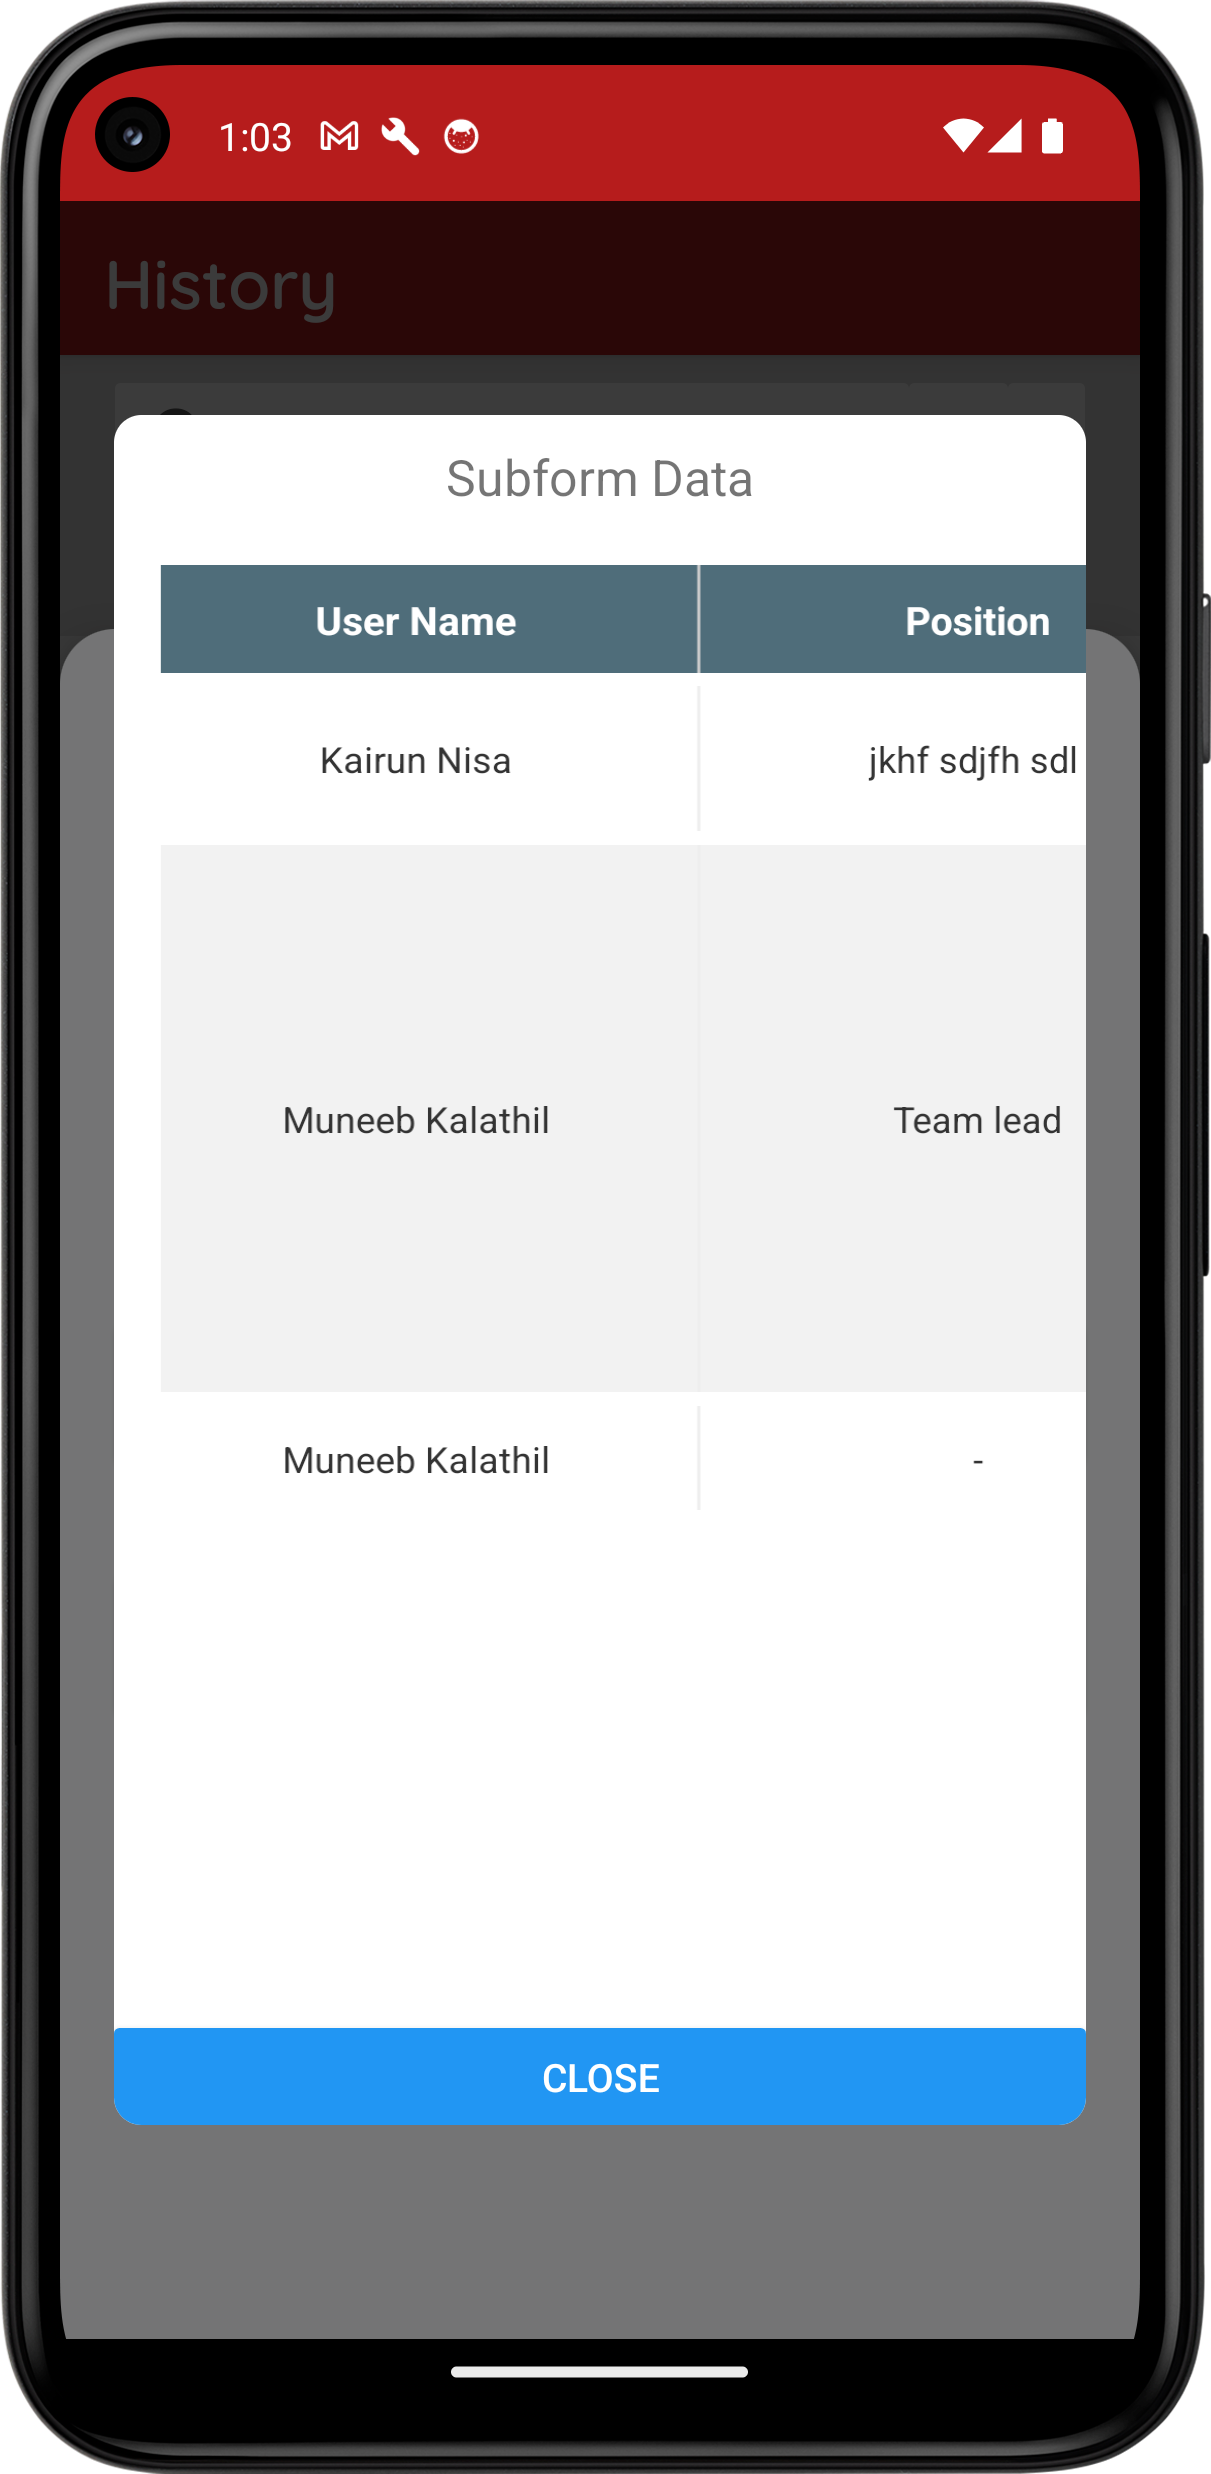 1:03
History
Subform Data
User Name Position
Kairun Nisa jkhf sdjfh sdl
Muneeb Kalathil Team lead
Muneeb Kalathil -
CLOSE